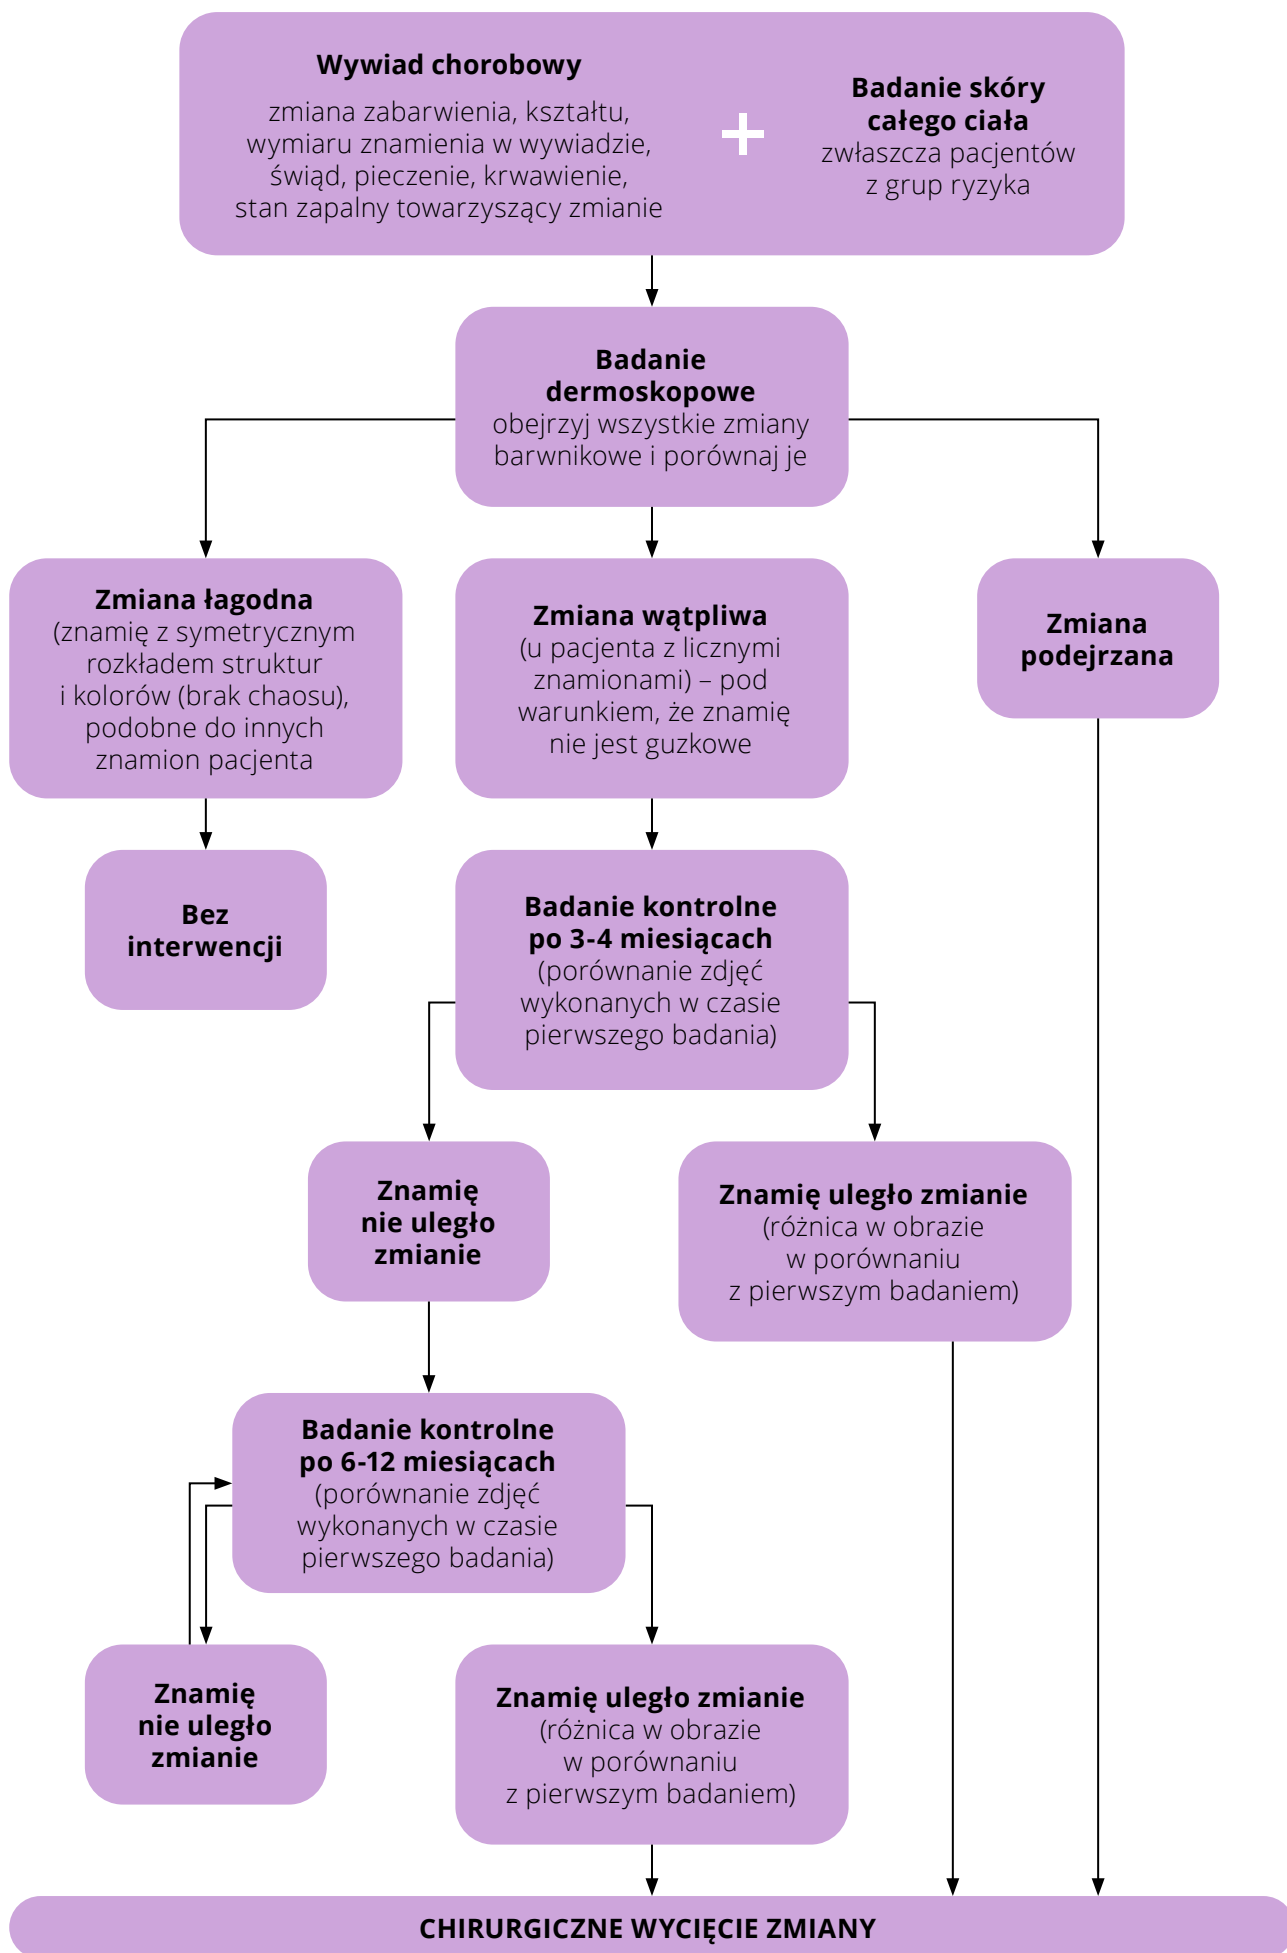 Wywiad chorobowy
zmiana zabarwienia, kształtu,
wymiaru znamienia w wywiadzie,
świąd, pieczenie, krwawienie,
stan zapalny towarzyszący zmianie
+
Badanie skóry
całego ciała
zwłaszcza pacjentów
z grup ryzyka
Badanie
dermoskopowe
obejrzyj wszystkie zmiany
barwnikowe i porównaj je
Zmiana łagodna
(znamię z symetrycznym
rozkładem struktur
i kolorów (brak chaosu),
podobne do innych
znamion pacjenta
Zmiana wątpliwa
(u pacjenta z licznymi
znamionami) – pod
warunkiem, że znamię
nie jest guzkowe
Zmiana
podejrzana
Bez
interwencji
Badanie kontrolne
po 3-4 miesiącach
(porównanie zdjęć
wykonanych w czasie
pierwszego badania)
Znamię
nie uległo
zmianie
Znamię uległo zmianie
(różnica w obrazie
w porównaniu
z pierwszym badaniem)
Badanie kontrolne
po 6-12 miesiącach
(porównanie zdjęć
wykonanych w czasie
pierwszego badania)
Znamię
nie uległo
zmianie
Znamię uległo zmianie
(różnica w obrazie
w porównaniu
z pierwszym badaniem)
CHIRURGICZNE WYCIĘCIE ZMIANY